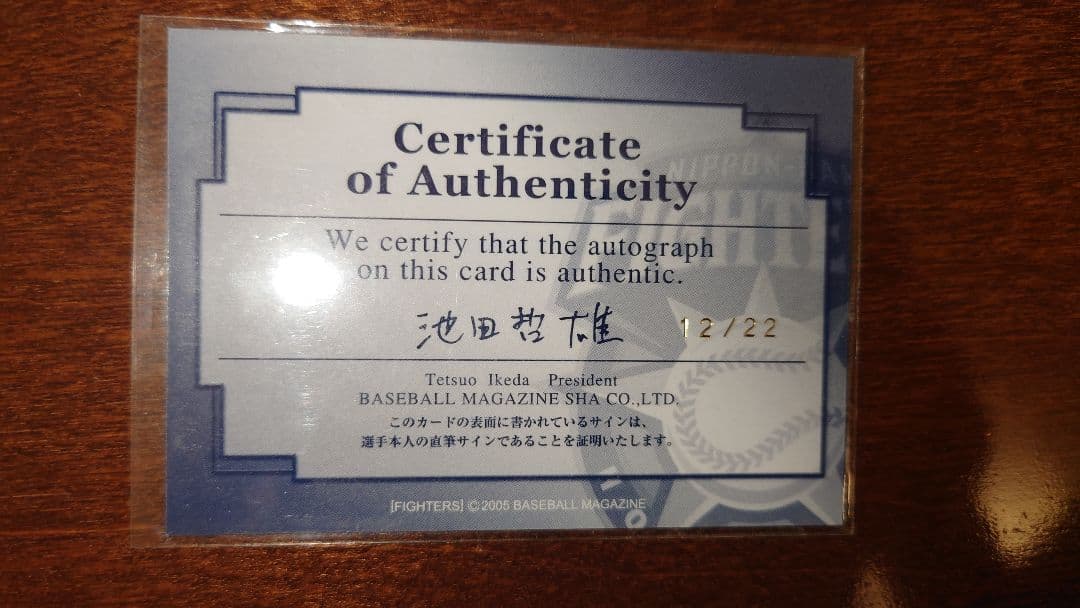 Certificate
of Authenticity
NIPPON-
FIGHTE
We certify that the autograph
on this card is authentic.
池田哲雄 12/22
Tetsuo Ikeda President
BASEBALL MAGAZINE SHA CO.,LTD.
このカードの表面に書かれているサインは、
選手本人の直筆サインであることを証明いたします。
[FIGHTERS] © 2005 BASEBALL MAGAZINE